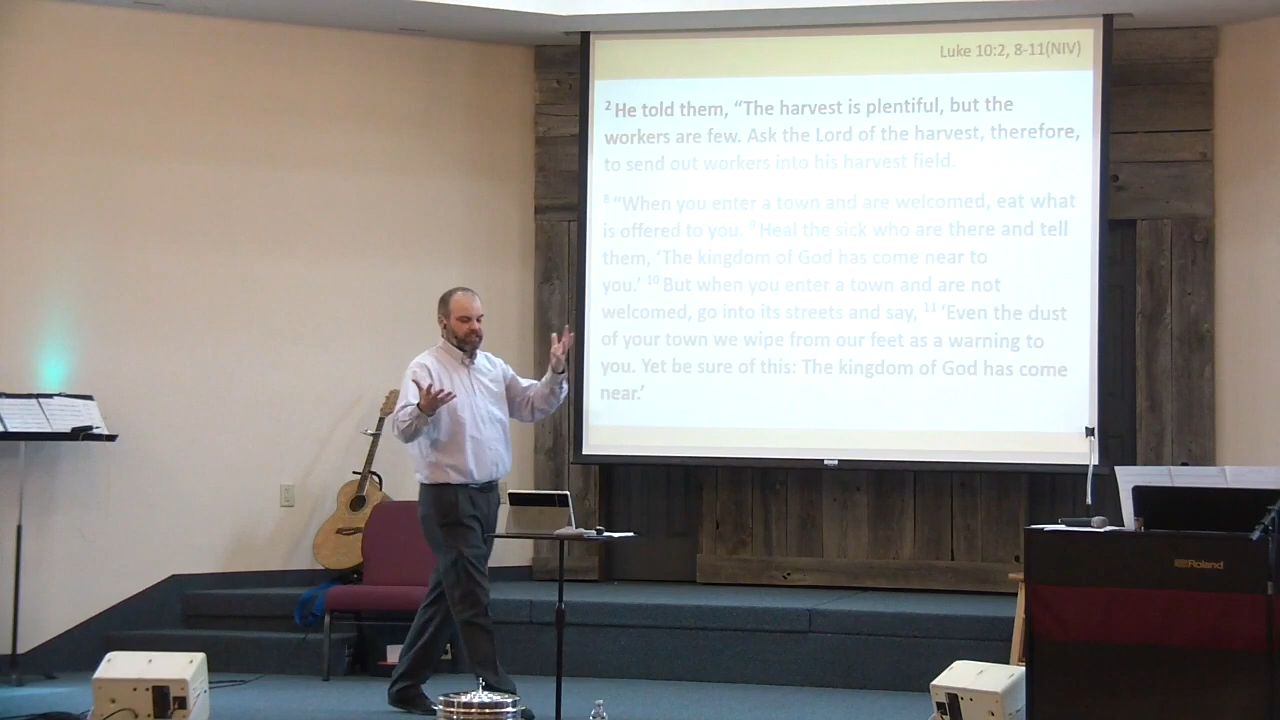 Luke 10:2, 8-11(NIV)
2 He told them, “The harvest is plentiful, but the
workers are few. Ask the Lord of the harvest, therefore,
to send out workers into his harvest field.
8 “When you enter a town and are welcomed, eat what
is offered to you. 9 Heal the sick who are there and tell
them, ‘The kingdom of God has come near to
you.’ 10 But when you enter a town and are not
welcomed, go into its streets and say, 11 ‘Even the dust
of your town we wipe from our feet as a warning to
you. Yet be sure of this: The kingdom of God has come
near.’
Roland